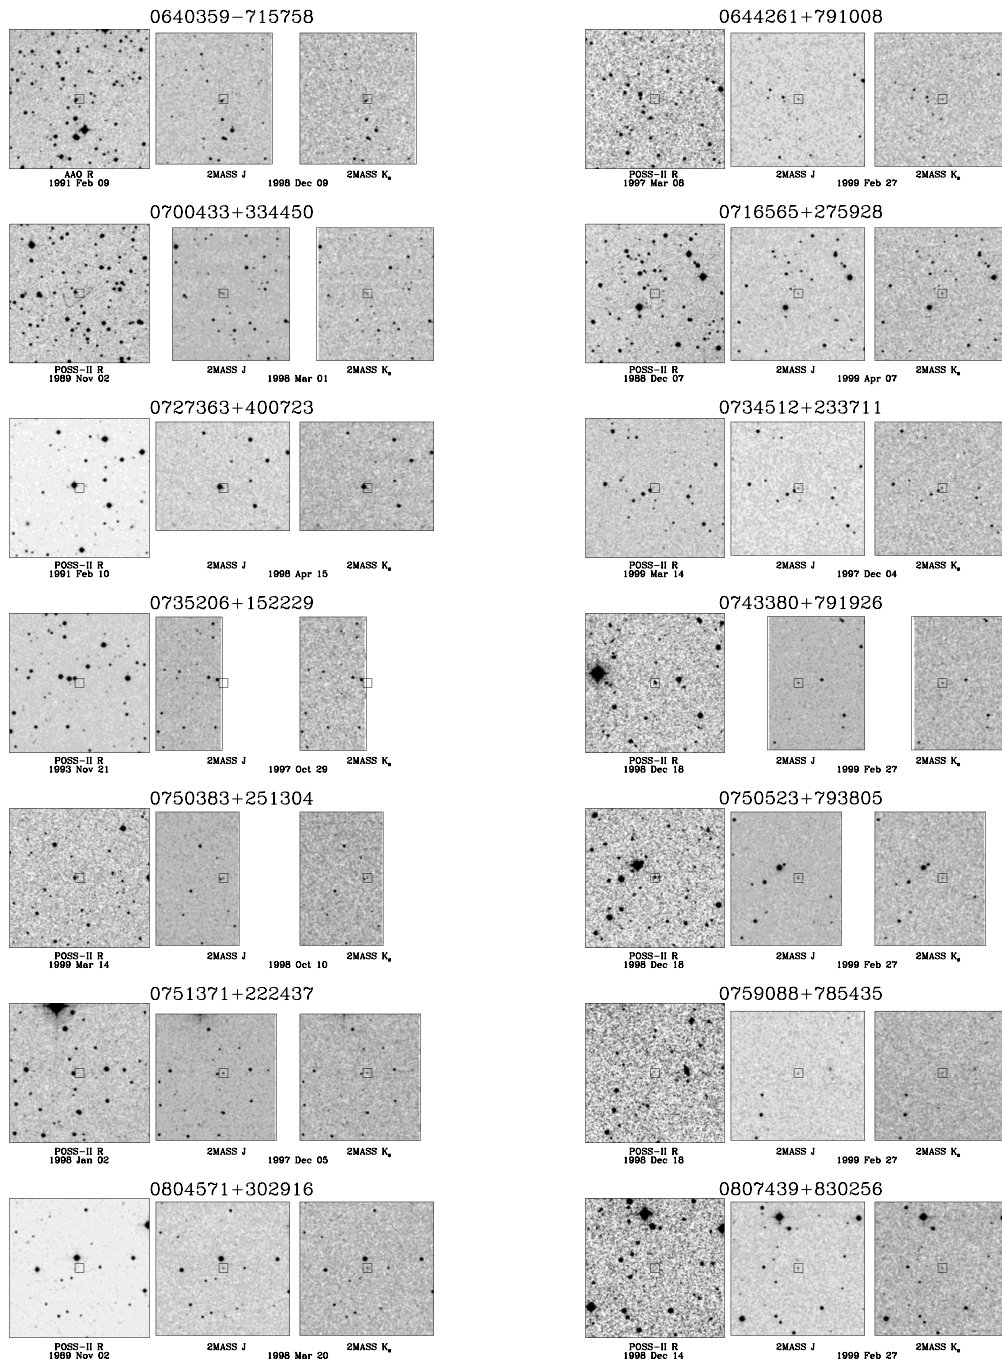 0640359−715758
AAO R
1991 Feb 09
2MASS J
1998 Dec 09
2MASS Ks
0644261+791008
POSS-II R
1997 Mar 08
2MASS J
1999 Feb 27
2MASS Ks
0700433+334450
POSS-II R
1989 Nov 02
2MASS J
1998 Mar 01
2MASS Ks
0716565+275928
POSS-II R
1988 Dec 07
2MASS J
1999 Apr 07
2MASS Ks
0727363+400723
POSS-II R
1991 Feb 10
2MASS J
1998 Apr 15
2MASS Ks
0734512+233711
POSS-II R
1999 Mar 14
2MASS J
1997 Dec 04
2MASS Ks
0735206+152229
POSS-II R
1993 Nov 21
2MASS J
1997 Oct 29
2MASS Ks
0743380+791926
POSS-II R
1998 Dec 18
2MASS J
1999 Feb 27
2MASS Ks
0750383+251304
POSS-II R
1999 Mar 14
2MASS J
1998 Oct 10
2MASS Ks
0750523+793805
POSS-II R
1998 Dec 18
2MASS J
1999 Feb 27
2MASS Ks
0751371+222437
POSS-II R
1998 Jan 02
2MASS J
1997 Dec 05
2MASS Ks
0759088+785435
POSS-II R
1998 Dec 18
2MASS J
1999 Feb 27
2MASS Ks
0804571+302916
POSS-II R
1989 Nov 02
2MASS J
1998 Mar 20
2MASS Ks
0807439+830256
POSS-II R
1998 Dec 14
2MASS J
1999 Feb 27
2MASS Ks